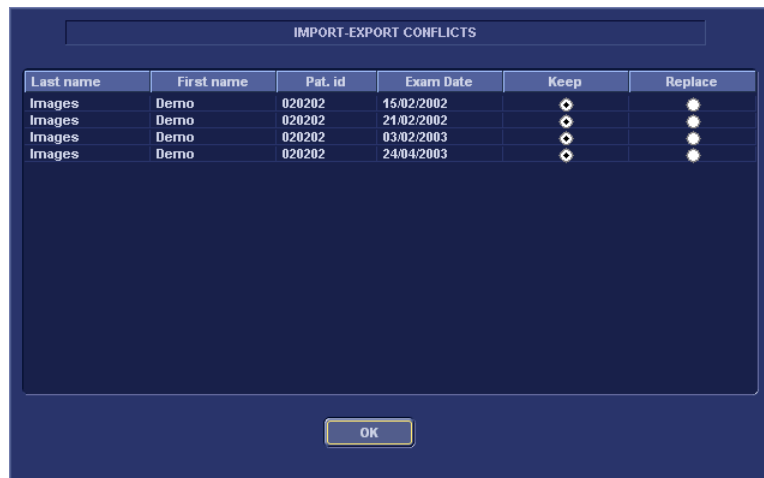 IMPORT-EXPORT CONFLICTS
Last name First name Pat. id Exam Date Keep Replace
Images Demo 020202 15/02/2002
Images Demo 020202 21/02/2002
Images Demo 020202 03/02/2003
Images Demo 020202 24/04/2003
OK